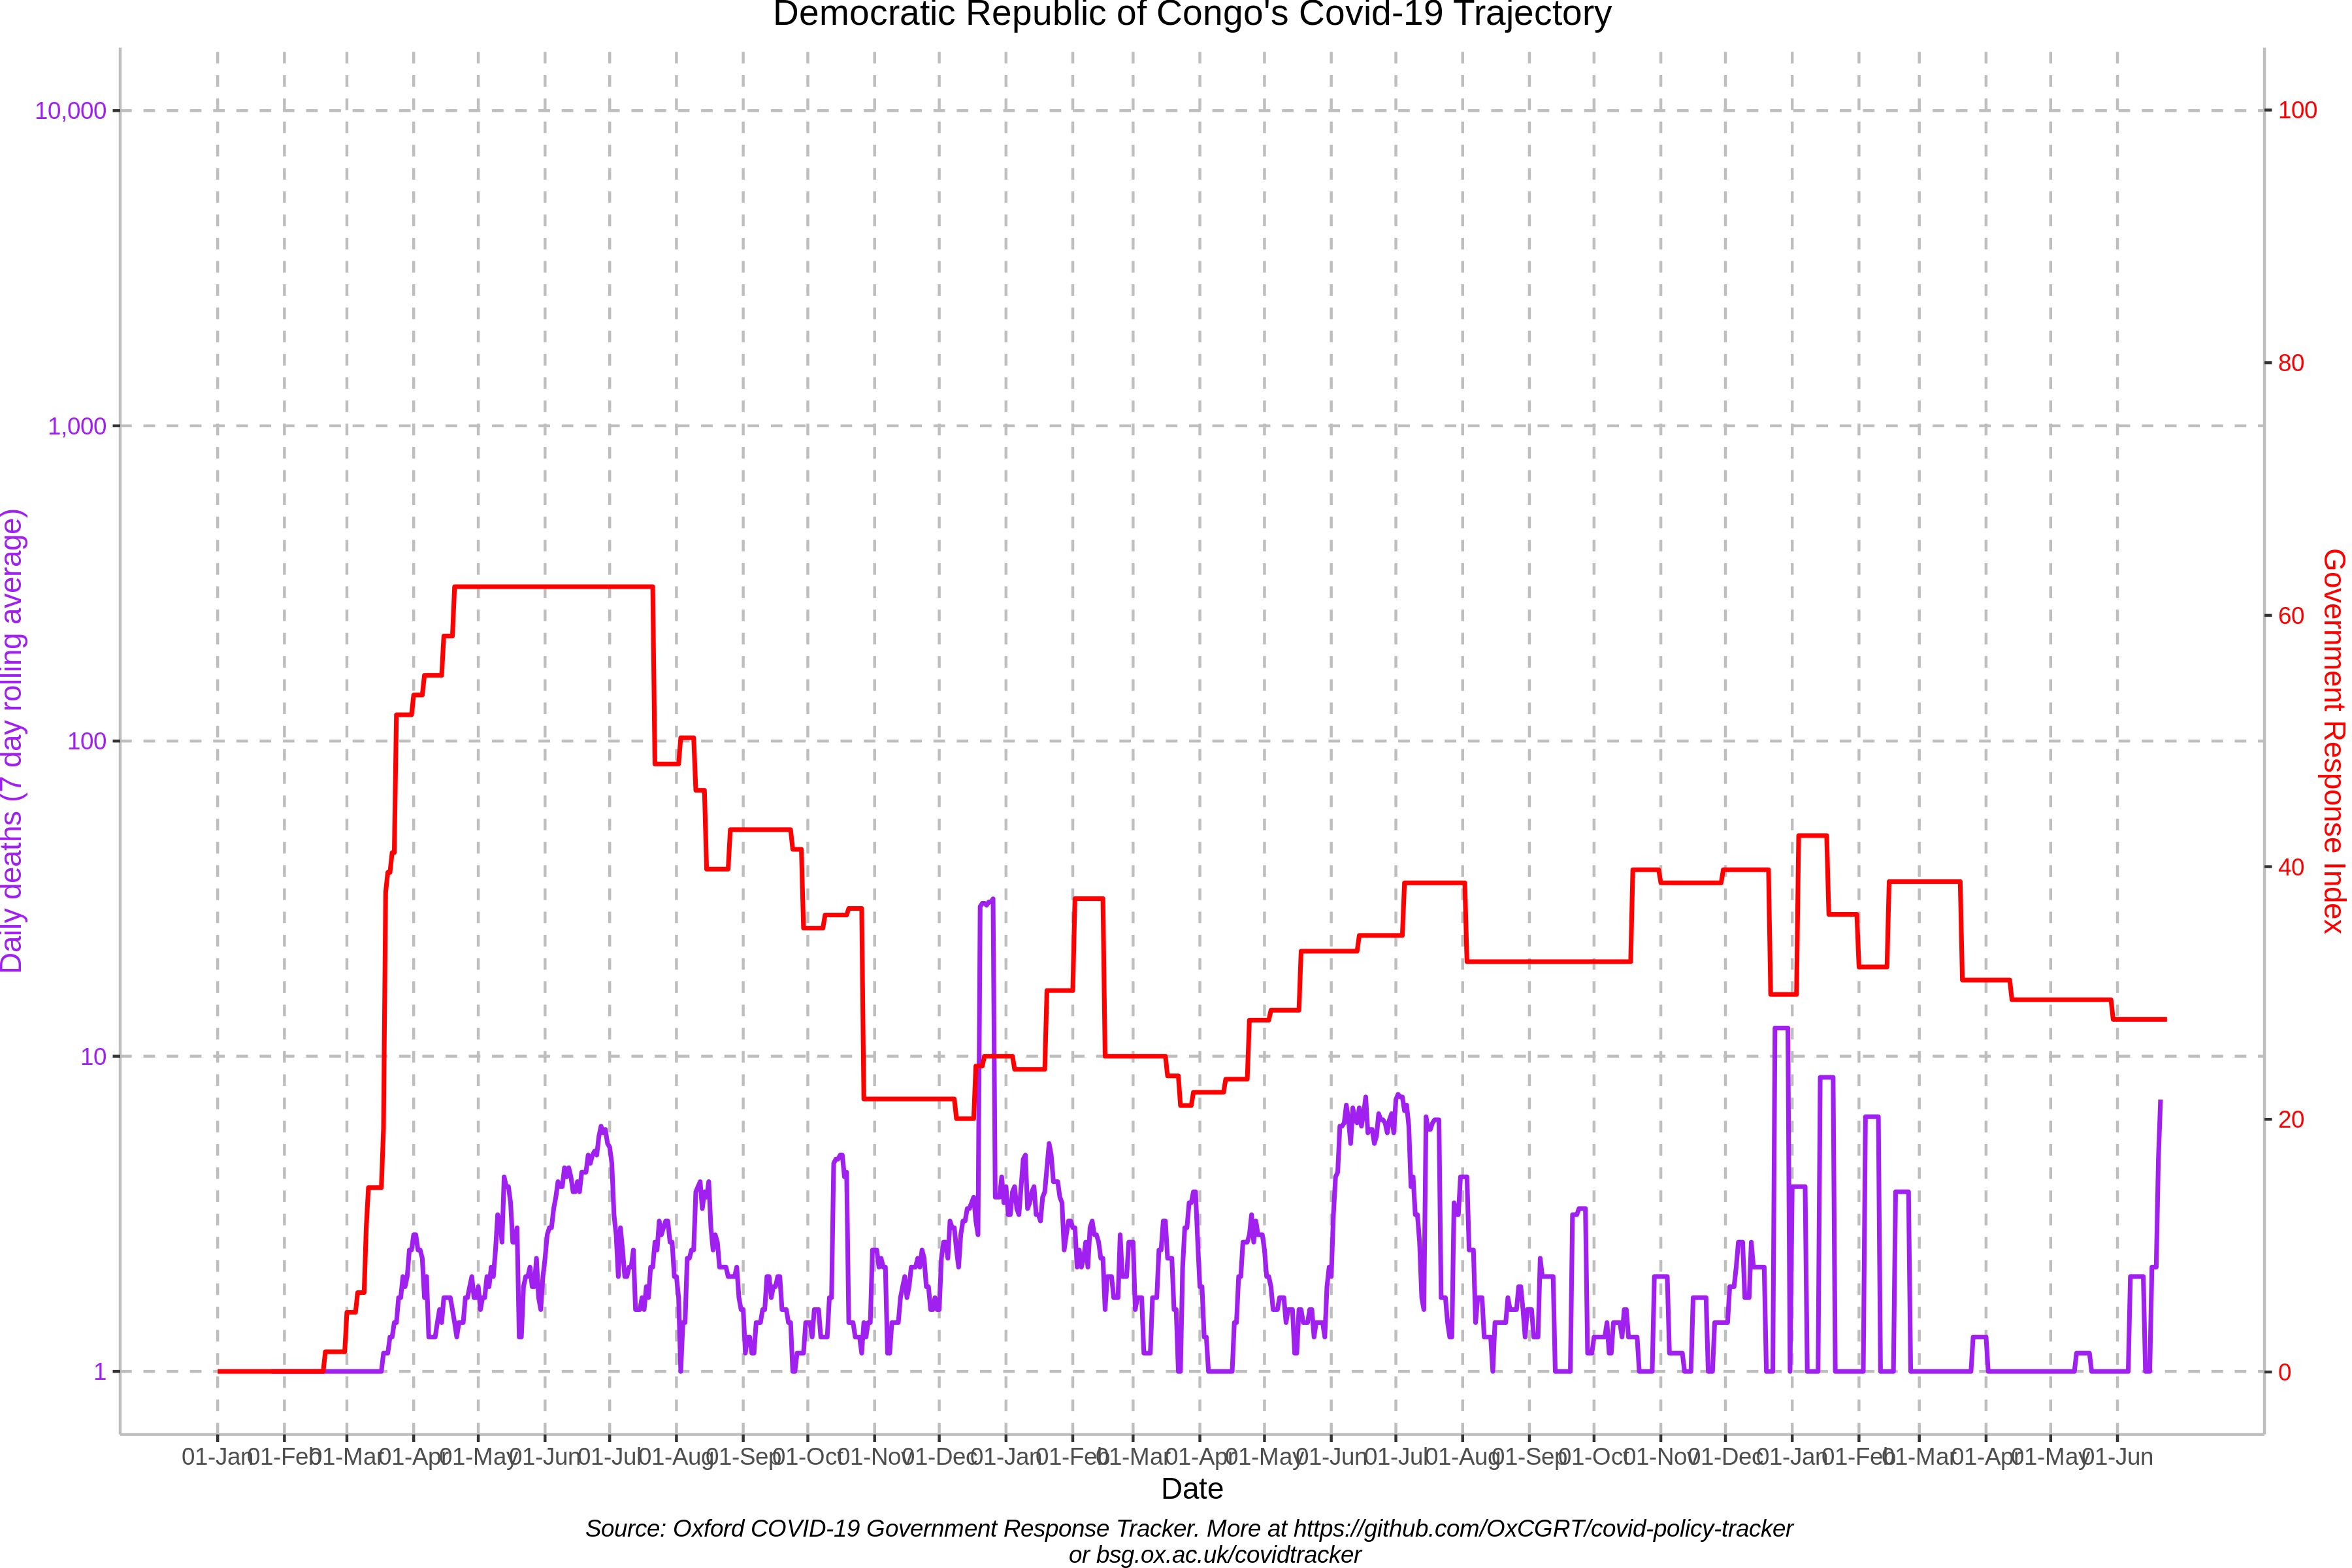 Democratic Republic of Congo's Covid-19 Trajectory
10,000
1,000
100
10
1
Daily deaths (7 day rolling average)
100
80
60
40
20
0
Government Response Index
01-Jan 01-Feb 01-Mar 01-Apr 01-May 01-Jun 01-Jul 01-Aug 01-Sep 01-Oct 01-Nov 01-Dec 01-Jan 01-Feb 01-Mar 01-Apr 01-May 01-Jun 01-Jul 01-Aug 01-Sep 01-Oct 01-Nov 01-Dec 01-Jan 01-Feb 01-Mar 01-Apr 01-May 01-Jun
Date
Source: Oxford COVID-19 Government Response Tracker. More at https://github.com/OxCGRT/covid-policy-tracker
or bsg.ox.ac.uk/covidtracker